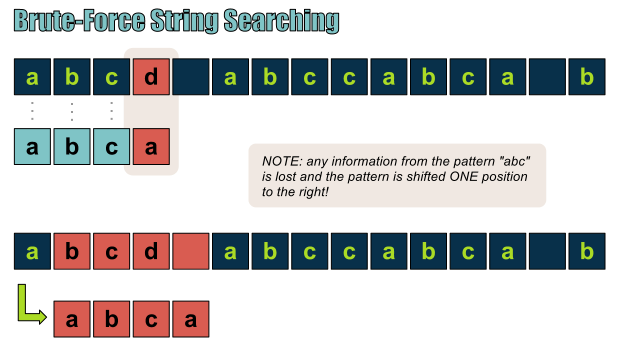 Brute-Force String Searching
a b c d a b c c a b c a b
a b c a
NOTE: any information from the pattern "abc"
is lost and the pattern is shifted ONE position
to the right!
a b c d a b c c a b c a b
a b c a